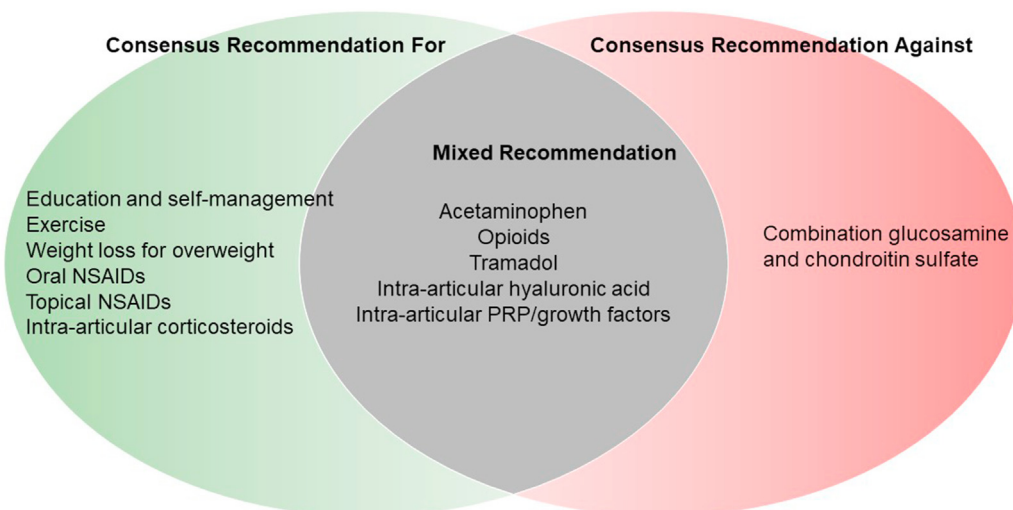 Consensus Recommendation For
Consensus Recommendation Against
Mixed Recommendation
Education and self-management
Exercise
Weight loss for overweight
Oral NSAIDs
Topical NSAIDs
Intra-articular corticosteroids
Acetaminophen
Opioids
Tramadol
Intra-articular hyaluronic acid
Intra-articular PRP/growth factors
Combination glucosamine
and chondroitin sulfate